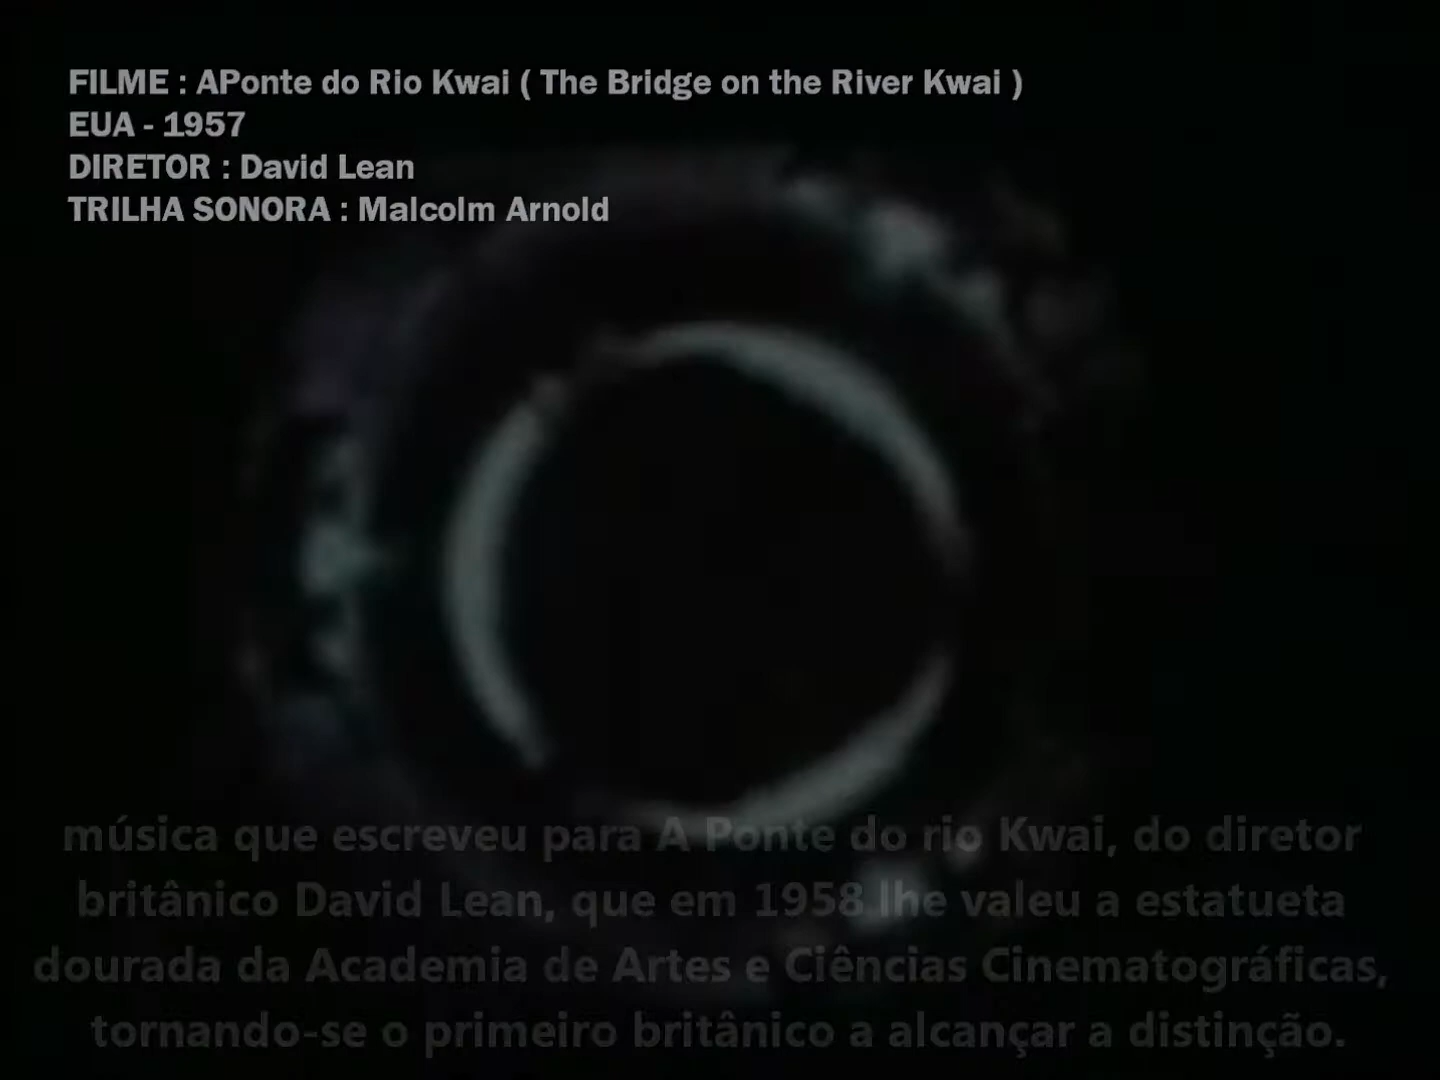 FILME : APonte do Rio Kwai ( The Bridge on the River Kwai )
EUA - 1957
DIRETOR : David Lean
TRILHA SONORA : Malcolm Arnold
música que escreveu para A Ponte do rio Kwai, do diretor
britânico David Lean, que em 1958 lhe valeu a estatueta
dourada da Academia de Artes e Ciências Cinematográficas,
tornando-se o primeiro britânico a alcançar a distinção.